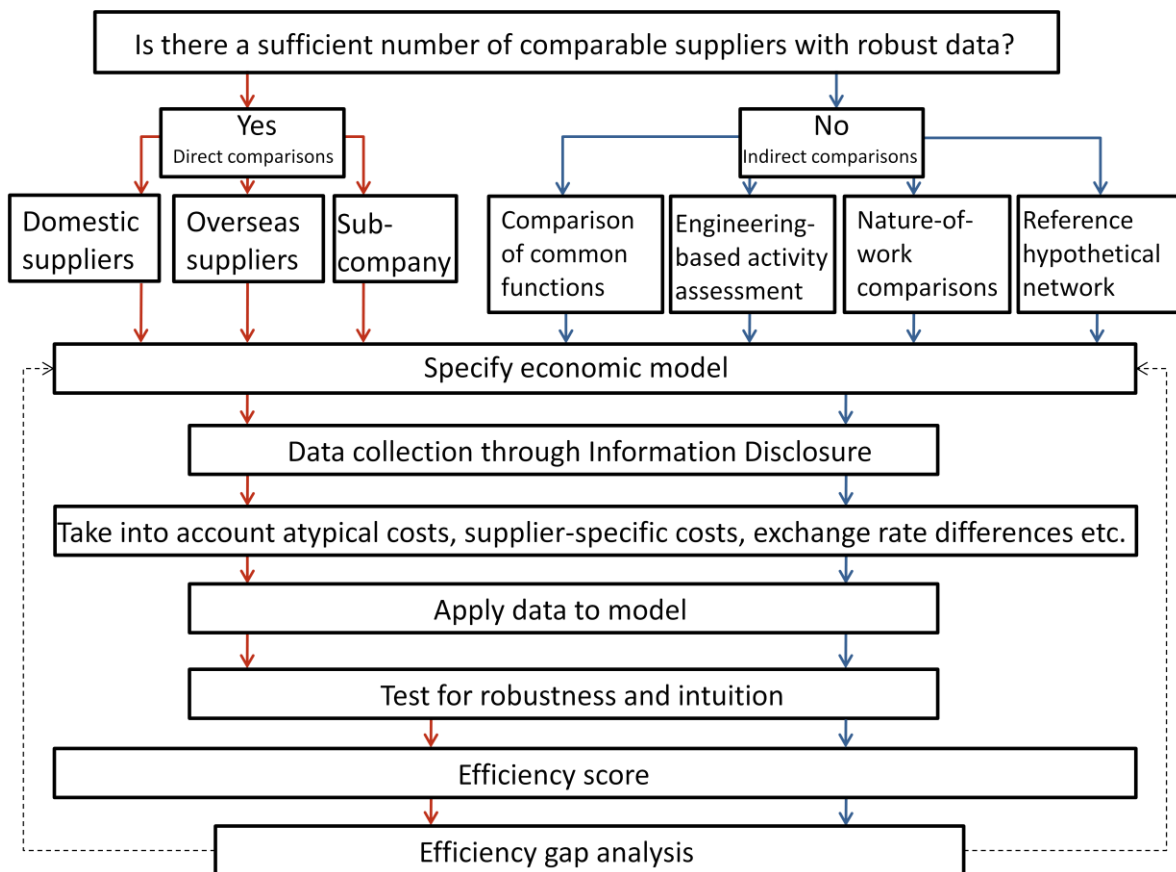 Is there a sufficient number of comparable suppliers with robust data?
Yes
Direct comparisons
No
Indirect comparisons
Domestic
suppliers
Overseas
suppliers
Sub-
company
Comparison
of common
functions
Engineering-
based activity
assessment
Nature-of-
work
comparisons
Reference
hypothetical
network
Specify economic model
Data collection through Information Disclosure
Take into account atypical costs, supplier-specific costs, exchange rate differences etc.
Apply data to model
Test for robustness and intuition
Efficiency score
Efficiency gap analysis